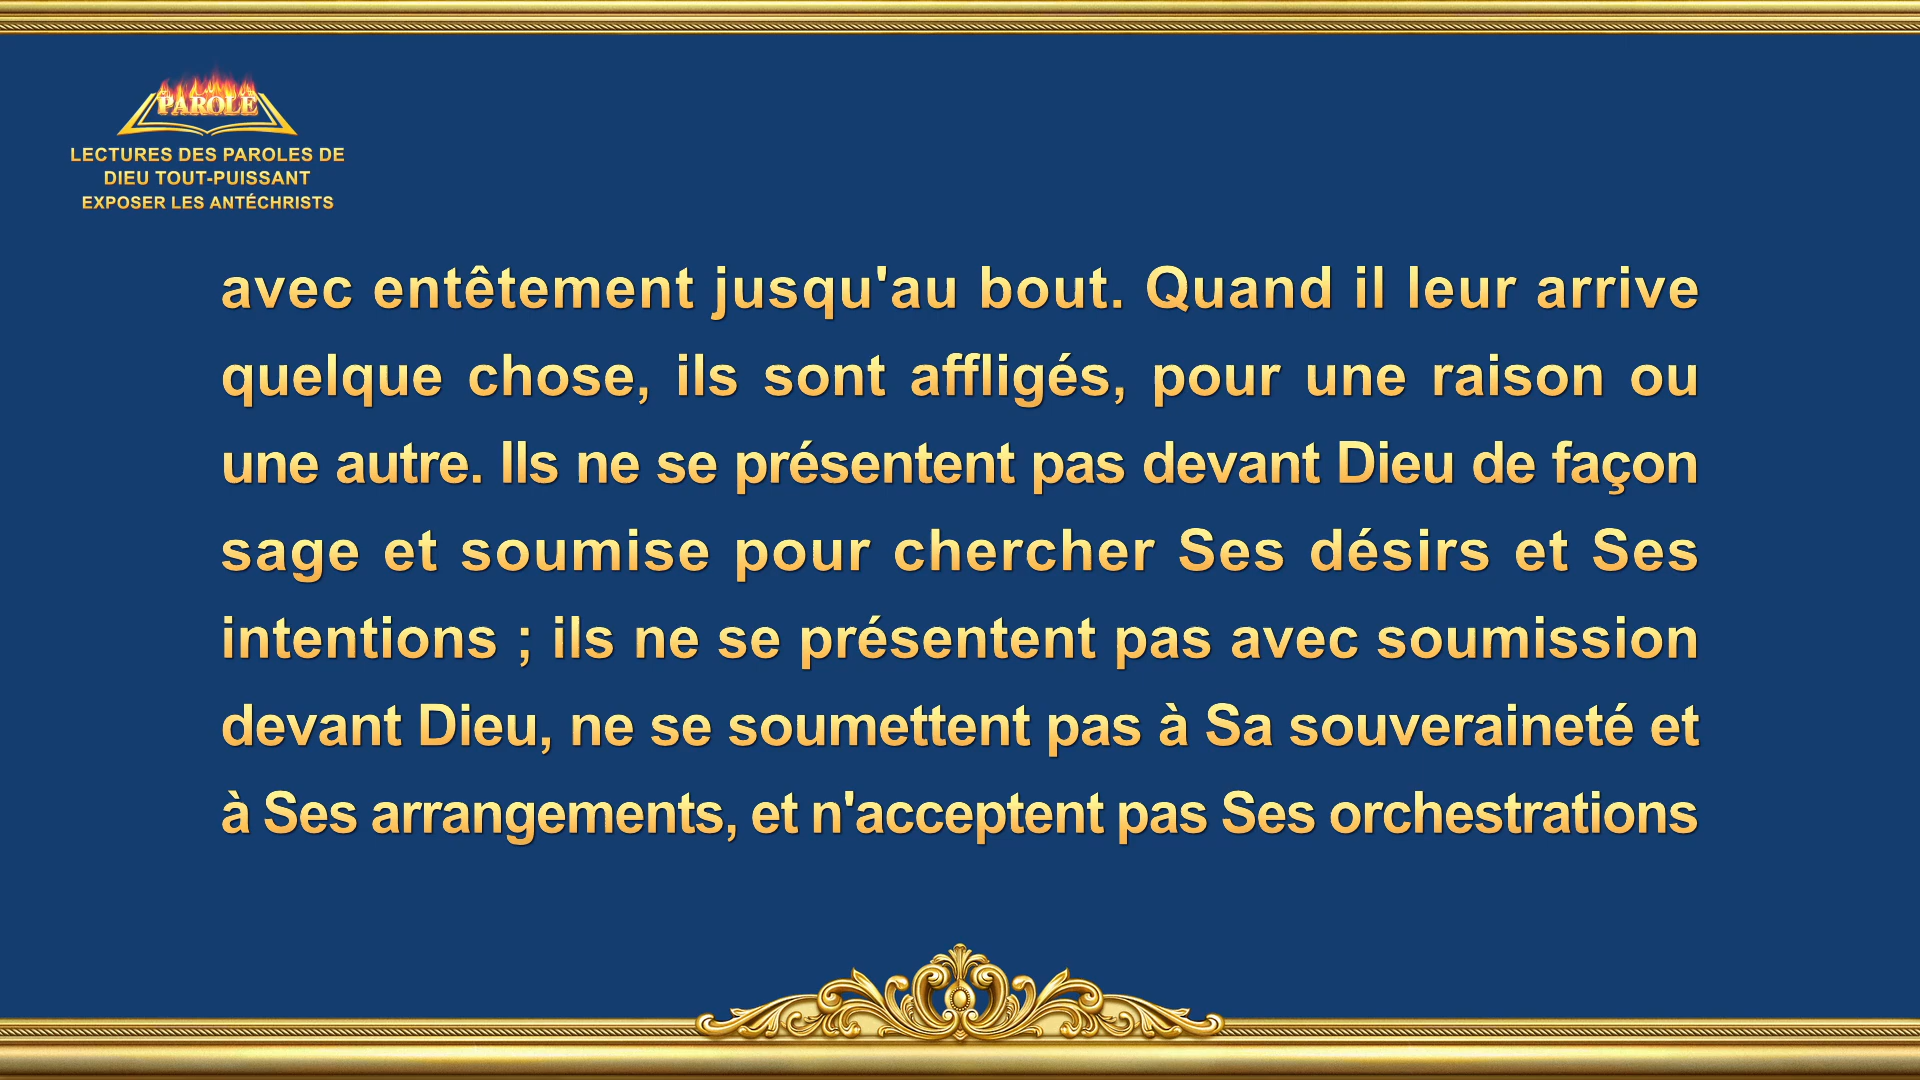 PAROLE
LECTURES DES PAROLES DE
DIEU TOUT-PUISSANT
EXPOSER LES ANTÉCHRISTS
avec entêtement jusqu'au bout. Quand il leur arrive
quelque chose, ils sont affligés, pour une raison ou
une autre. Ils ne se présentent pas devant Dieu de façon
sage et soumise pour chercher Ses désirs et Ses
intentions ; ils ne se présentent pas avec soumission
devant Dieu, ne se soumettent pas à Sa souveraineté et
à Ses arrangements, et n'acceptent pas Ses orchestrations